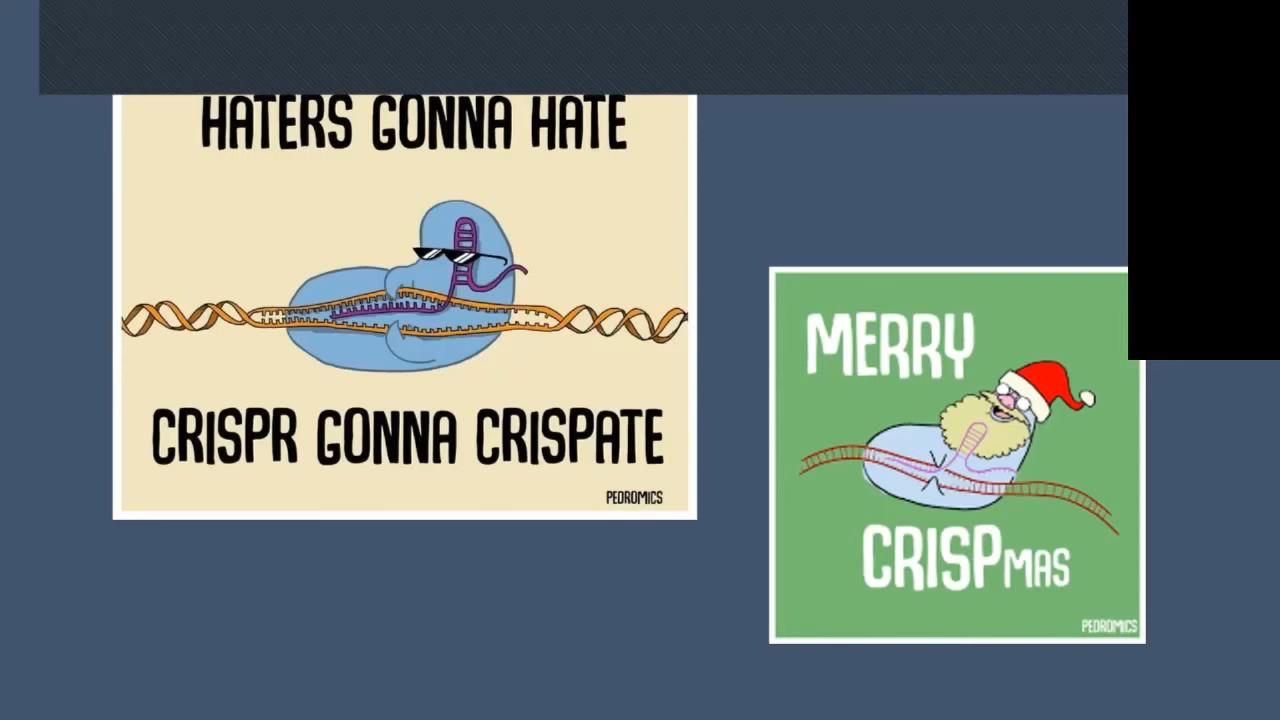 HATERS GONNA HATE
CRISPR GONNA CRISPATE
PEDROMICS
MERRY
CRISPMAS
PEDROMICS